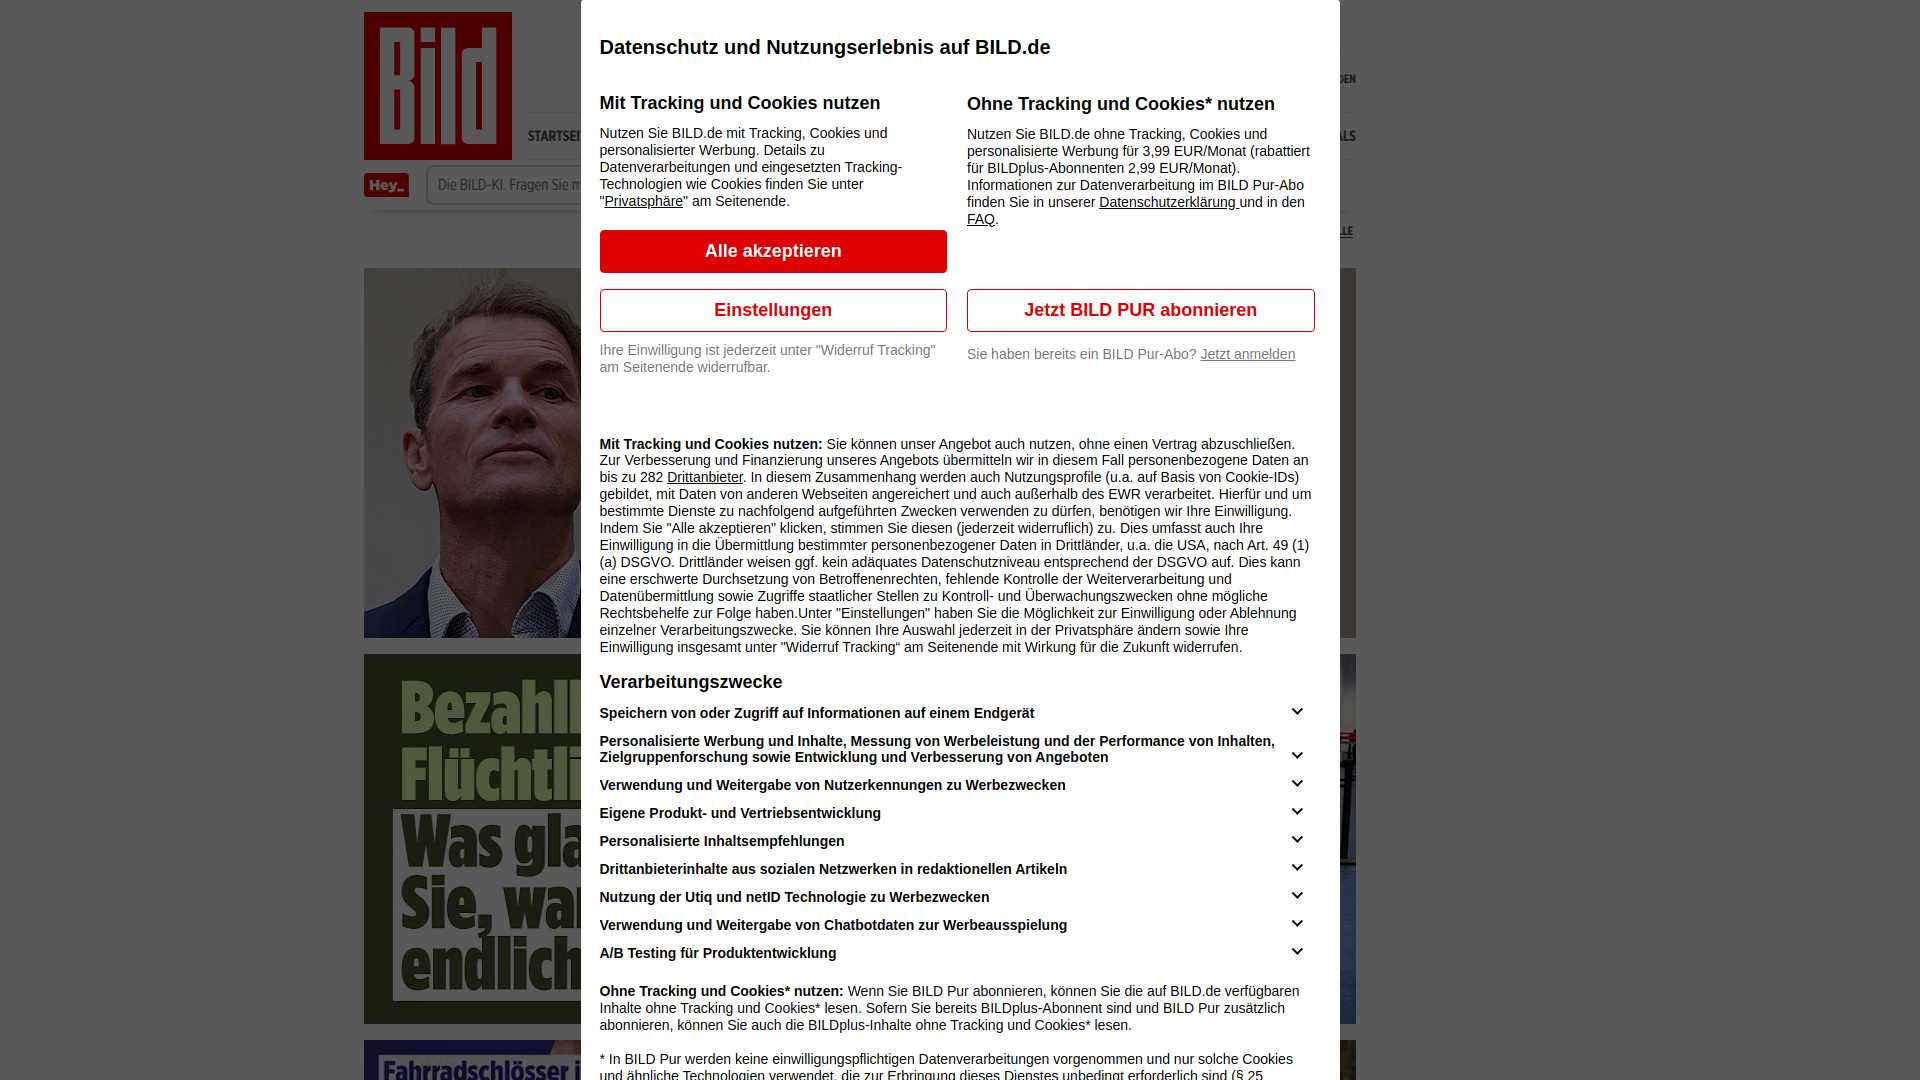 Bild
Datenschutz und Nutzungserlebnis auf BILD.de
DEN
STARTSEI
ALS
Hey_
Die BILD-KI. Fragen Sie m
LLE
Mit Tracking und Cookies nutzen
Nutzen Sie BILD.de mit Tracking, Cookies und
personalisierter Werbung. Details zu
Datenverarbeitungen und eingesetzten Tracking-
Technologien wie Cookies finden Sie unter
"Privatsphäre" am Seitenende.
Alle akzeptieren
Einstellungen
Ihre Einwilligung ist jederzeit unter "Widerruf Tracking"
am Seitenende widerrufbar.
Ohne Tracking und Cookies* nutzen
Nutzen Sie BILD.de ohne Tracking, Cookies und
personalisierte Werbung für 3,99 EUR/Monat (rabattiert
für BILDplus-Abonnenten 2,99 EUR/Monat).
Informationen zur Datenverarbeitung im BILD Pur-Abo
finden Sie in unserer Datenschutzerklärung und in den
FAQ.
Jetzt BILD PUR abonnieren
Sie haben bereits ein BILD Pur-Abo? Jetzt anmelden
Mit Tracking und Cookies nutzen: Sie können unser Angebot auch nutzen, ohne einen Vertrag abzuschließen.
Zur Verbesserung und Finanzierung unseres Angebots übermitteln wir in diesem Fall personenbezogene Daten an
bis zu 282 Drittanbieter. In diesem Zusammenhang werden auch Nutzungsprofile (u.a. auf Basis von Cookie-IDs)
gebildet, mit Daten von anderen Webseiten angereichert und auch außerhalb des EWR verarbeitet. Hierfür und um
bestimmte Dienste zu nachfolgend aufgeführten Zwecken verwenden zu dürfen, benötigen wir Ihre Einwilligung.
Indem Sie "Alle akzeptieren" klicken, stimmen Sie diesen (jederzeit widerruflich) zu. Dies umfasst auch Ihre
Einwilligung in die Übermittlung bestimmter personenbezogener Daten in Drittländer, u.a. die USA, nach Art. 49 (1)
(a) DSGVO. Drittländer weisen ggf. kein adäquates Datenschutzniveau entsprechend der DSGVO auf. Dies kann
eine erschwerte Durchsetzung von Betroffenenrechten, fehlende Kontrolle der Weiterverarbeitung und
Datenübermittlung sowie Zugriffe staatlicher Stellen zu Kontroll- und Überwachungszwecken ohne mögliche
Rechtsbehelfe zur Folge haben.Unter "Einstellungen" haben Sie die Möglichkeit zur Einwilligung oder Ablehnung
einzelner Verarbeitungszwecke. Sie können Ihre Auswahl jederzeit in der Privatsphäre ändern sowie Ihre
Einwilligung insgesamt unter "Widerruf Tracking“ am Seitenende mit Wirkung für die Zukunft widerrufen.
Verarbeitungszwecke
Speichern von oder Zugriff auf Informationen auf einem Endgerät
Personalisierte Werbung und Inhalte, Messung von Werbeleistung und der Performance von Inhalten,
Zielgruppenforschung sowie Entwicklung und Verbesserung von Angeboten
Verwendung und Weitergabe von Nutzerkennungen zu Werbezwecken
Eigene Produkt- und Vertriebsentwicklung
Personalisierte Inhaltsempfehlungen
Drittanbieterinhalte aus sozialen Netzwerken in redaktionellen Artikeln
Nutzung der Utiq und netID Technologie zu Werbezwecken
Verwendung und Weitergabe von Chatbotdaten zur Werbeausspielung
A/B Testing für Produktentwicklung
Ohne Tracking und Cookies* nutzen: Wenn Sie BILD Pur abonnieren, können Sie die auf BILD.de verfügbaren
Inhalte ohne Tracking und Cookies* lesen. Sofern Sie bereits BILDplus-Abonnent sind und BILD Pur zusätzlich
abonnieren, können Sie auch die BILDplus-Inhalte ohne Tracking und Cookies* lesen.
* In BILD Pur werden keine einwilligungspflichtigen Datenverarbeitungen vorgenommen und nur solche Cookies
und ähnliche Technologien verwendet, die zur Erbringung dieses Dienstes unbedingt erforderlich sind (§ 25
Bezahl
Flüchtli
Was gla
Sie, wa
endlich
Fahrradschlösser i